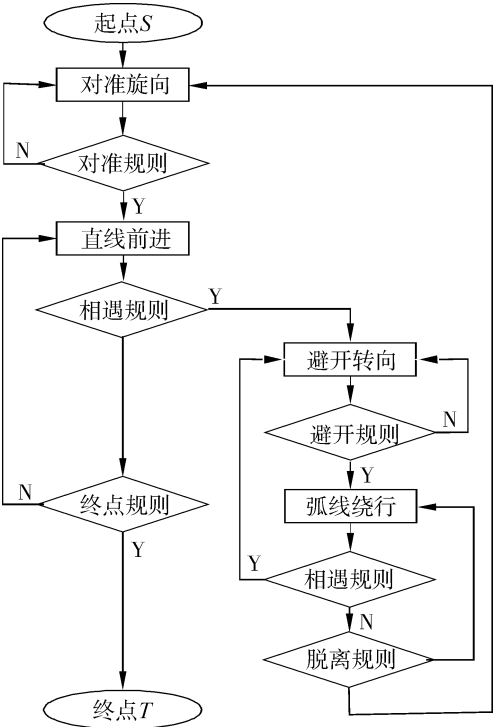 起点S
对准旋向
N
对准规则
Y
直线前进
相遇规则
Y
避开转向
避开规则
N
Y
终点规则
N
Y
弧线绕行
相遇规则
Y
N
脱离规则
终点T